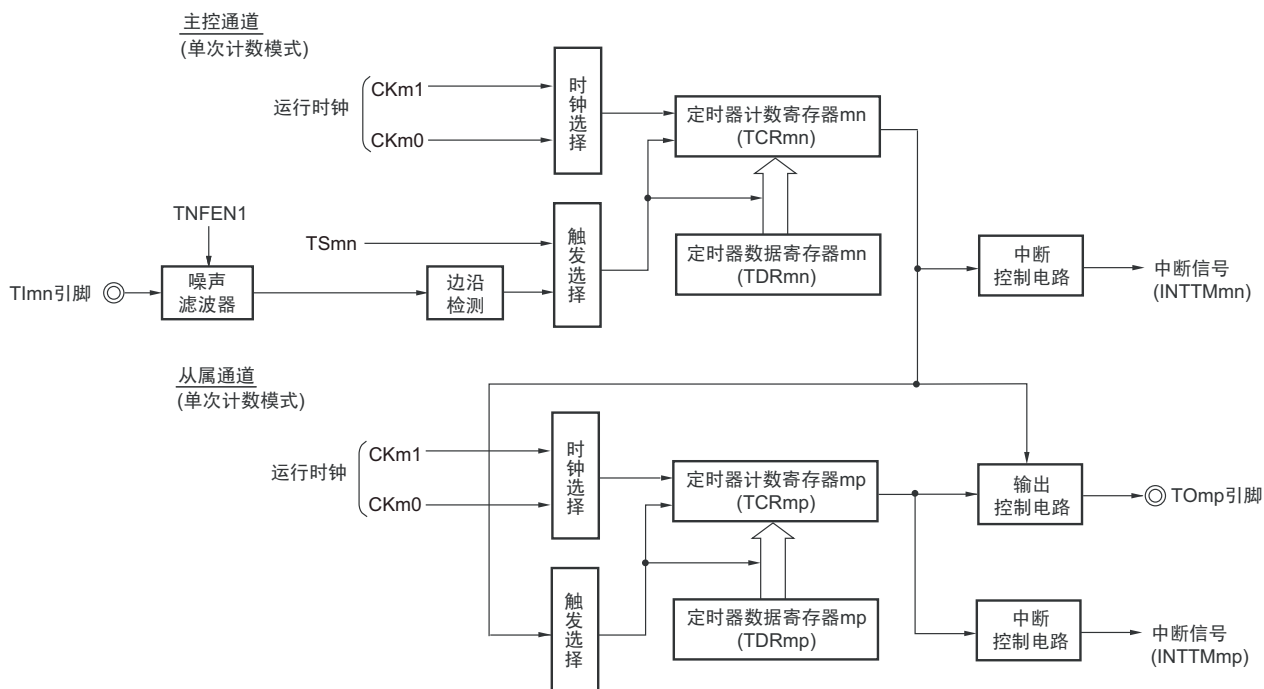 主控通道
(单次计数模式)
运行时钟
CKm1
CKm0
时钟选择
定时器计数寄存器mn
(TCRmn)
TNFEN1
TSmn
触发选择
定时器数据寄存器mn
(TDRmn)
中断
控制电路
中断信号
(INTTMmn)
TImn引脚
噪声
滤波器
边沿
检测
从属通道
(单次计数模式)
运行时钟
CKm1
CKm0
时钟选择
定时器计数寄存器mp
(TCRmp)
输出
控制电路
TOmp引脚
触发选择
定时器数据寄存器mp
(TDRmp)
中断
控制电路
中断信号
(INTTMmp)